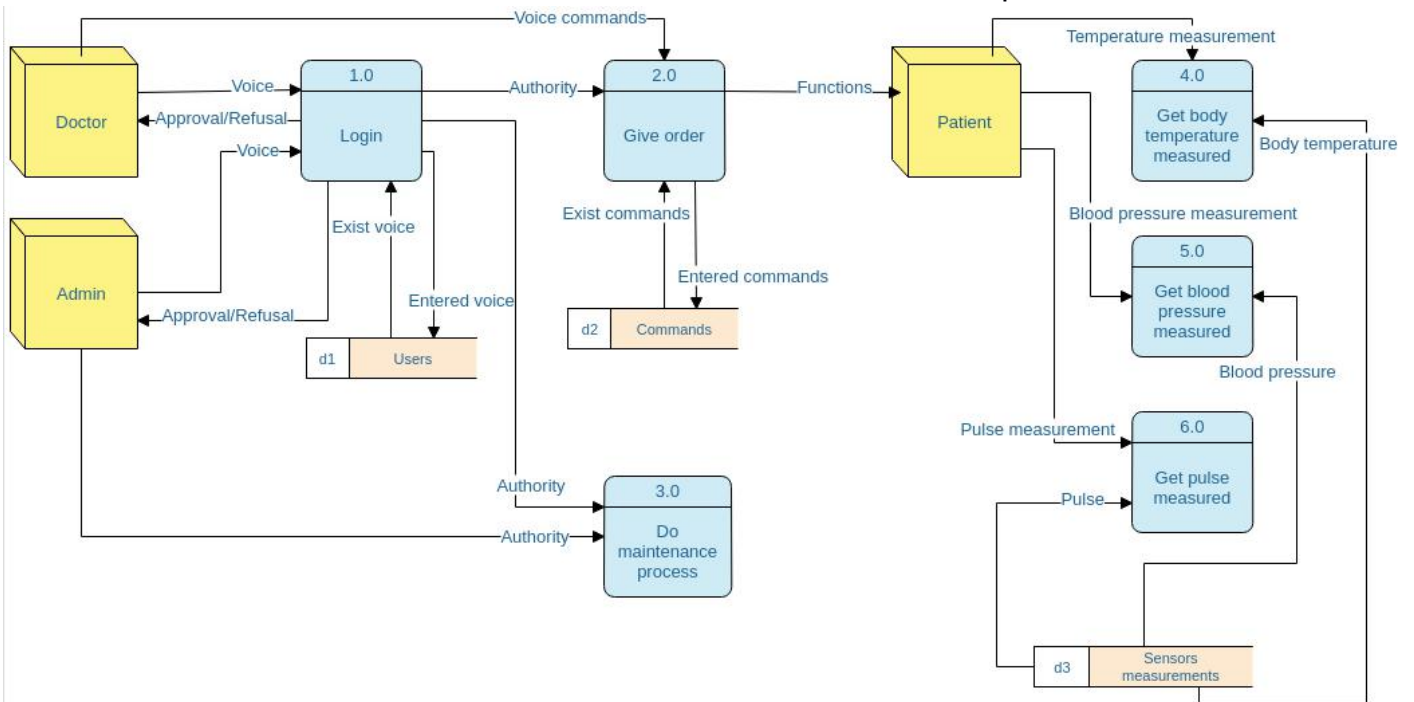 Voice commands
Temperature measurement
Doctor
Voice
Approval/Refusal
Voice
1.0
Login
Authority
2.0
Give order
Functions
Patient
4.0
Get body
temperature
measured
Body temperature
Admin
Approval/Refusal
Exist voice
Entered voice
d1
Users
Exist commands
Entered commands
d2
Commands
Blood pressure measurement
5.0
Get blood
pressure
measured
Blood pressure
Pulse measurement
6.0
Get pulse
measured
Pulse
Authority
Authority
3.0
Do
maintenance
process
d3
Sensors
measurements